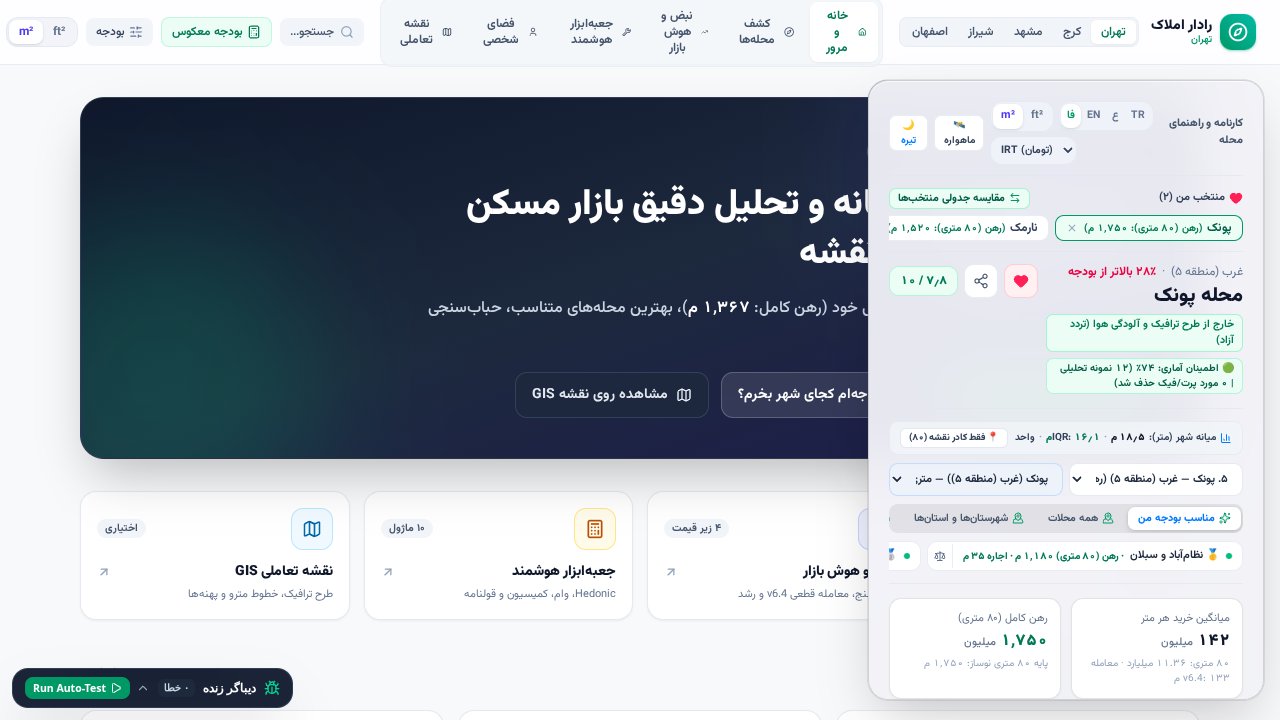 رادار املاک
تهران
تهران
کرج
مشهد
شیراز
اصفهان
خانه و مرور
کشف محله‌ها
نبض و هوش بازار
جعبه‌ابزار هوشمند
فضای شخصی
نقشه تعاملی
جستجو...
بودجه معکوس
بودجه
ft²
m²
کارنامه و راهنمای محله
TR
ع
EN
فا
ft²
m²
IRT (تومان)
🛰️ ماهواره
🌙 تیره
منتخب من (۲)
مقایسه جدولی منتخب‌ها
پونک (رهن (۸۰ متری): ۱,۷۵۰ م) ×
نارمک (رهن (۸۰ متری): ۱,۵۲۰ م)
غرب (منطقه ۵) · ۲۸٪ بالاتر از بودجه
محله پونک
۷٫۸ / ۱۰
خارج از طرح ترافیک و آلودگی هوا (تردد آزاد)
🟢 اطمینان آماری: ۷۴٪ (۱۲ نمونه تحلیلی | ۰ مورد پرت/فیک حذف شد)
میانه شهر (متر): ۱۸٫۵ م · IQR: ۱۶٫۱م · واحد
📍 فقط کادر نقشه (۸۰)
۵. پونک — غرب (منطقه ۵) (ره
پونک (غرب (منطقه ۵)) — متر:
مناسب بودجه من
همه محلات
شهرستان‌ها و استان‌ها
🥇 نظام‌آباد و سبلان · رهن (۸۰ متری) ۱,۱۸۰ م · اجاره ۳۵ م
میانگین خرید هر متر
۱۴۲ میلیون
۸۰ متری: ۱۱.۳۶ میلیارد · معامله v6.4: ۱۳۳ م
رهن کامل (۸۰ متری)
۱,۷۵۰ میلیون
پایه ۸۰ متری نوساز: ۱,۷۵۰ م
انه و تحلیل دقیق بازار مسکن
نقشه
خود (رهن کامل: ۱,۳۶۷ م)، بهترین محله‌های متناسب، حباب‌سنجی
جه‌ام کجای شهر بخرم؟
مشاهده روی نقشه GIS
۴ زیر قیمت
و هوش بازار
نج، معامله قطعی v6.4 و رشد
۱۰ ماژول
جعبه‌ابزار هوشمند
Hedonic، وام، کمیسیون و قولنامه
اختیاری
نقشه تعاملی GIS
طرح ترافیک، خطوط مترو و پهنه‌ها
دیباگر زنده
۰ خطا
Run Auto-Test